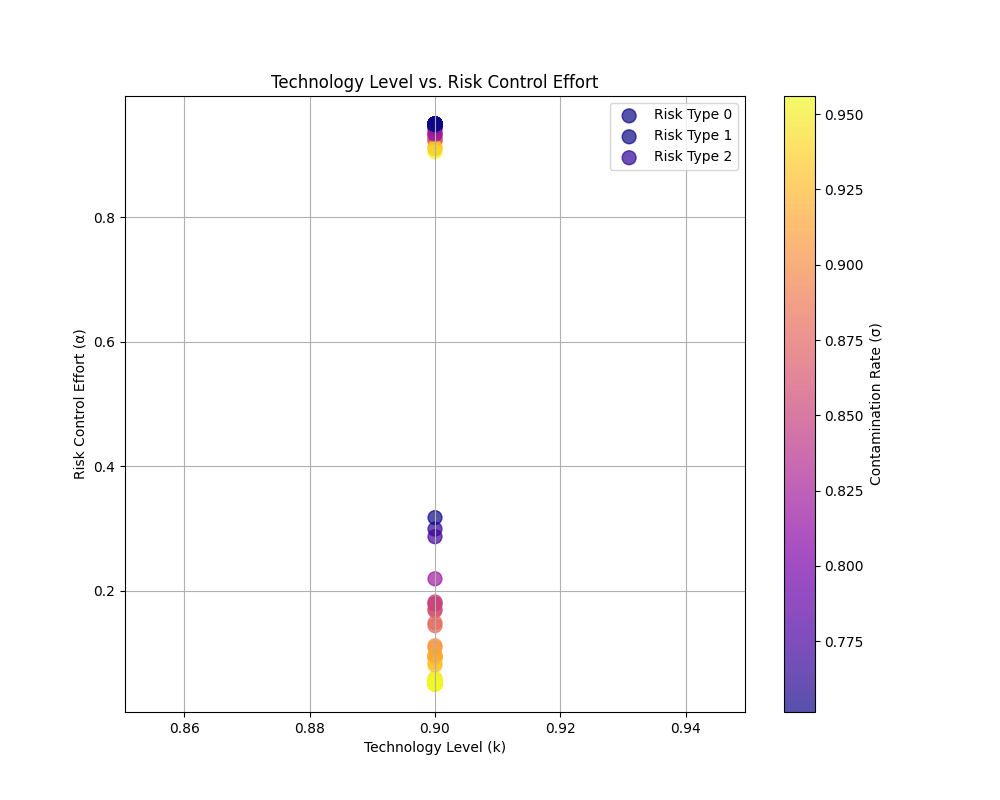 Technology Level vs. Risk Control Effort
Risk Type 0
Risk Type 1
Risk Type 2
0.8
0.6
0.4
0.2
Risk Control Effort (α)
0.86
0.88
0.90
0.92
0.94
Technology Level (k)
0.950
0.925
0.900
0.875
0.850
0.825
0.800
0.775
Contamination Rate (σ)